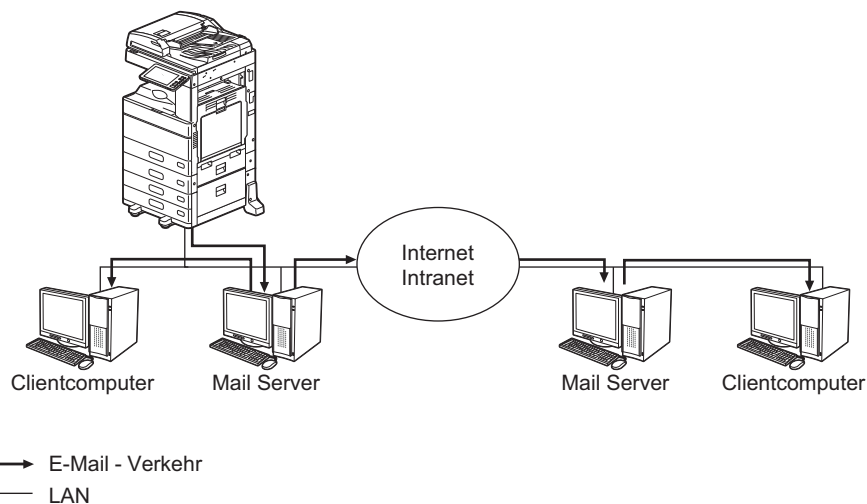 Internet
Intranet
Clientcomputer
Mail Server
Mail Server
Clientcomputer
E-Mail - Verkehr
LAN